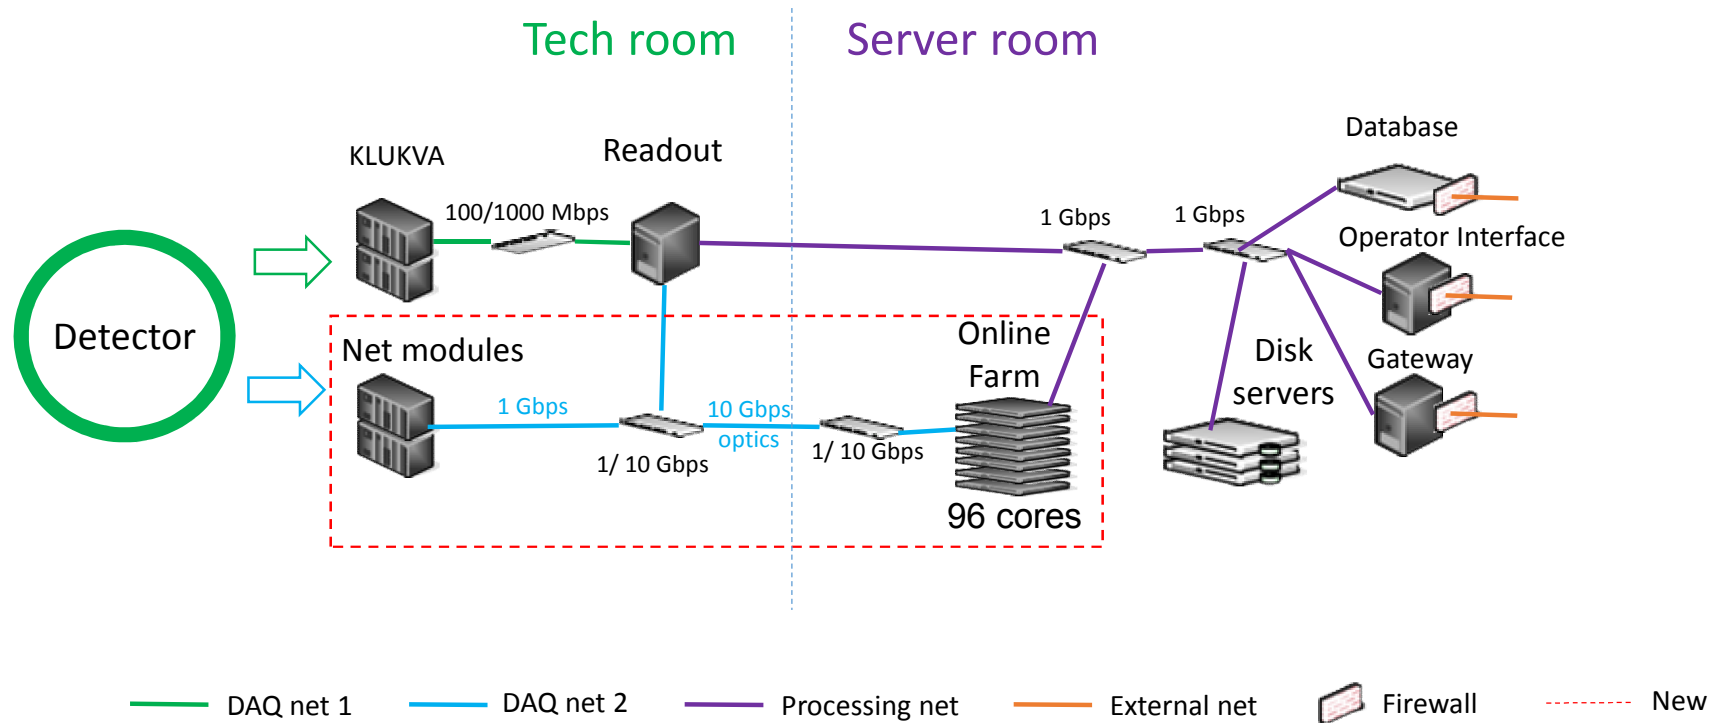 Tech room
Server room
Database
KLUKVA
Readout
100/1000 Mbps
1 Gbps
1 Gbps
Operator Interface
Detector
Net modules
Online
Farm
Disk
servers
Gateway
1 Gbps
10 Gbps
optics
1/ 10 Gbps
1/ 10 Gbps
96 cores
DAQ net 1
DAQ net 2
Processing net
External net
Firewall
New